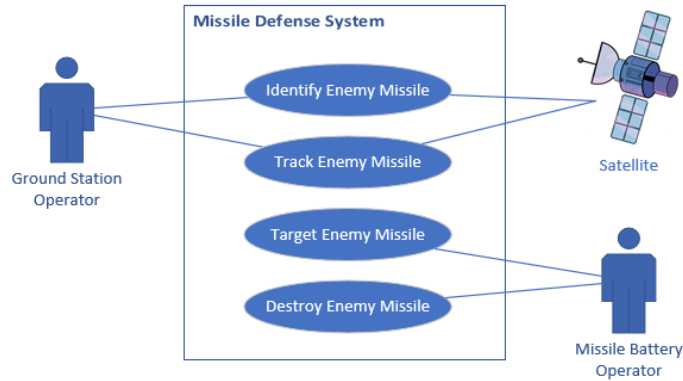 Missile Defense System
Identify Enemy Missile
Track Enemy Missile
Target Enemy Missile
Destroy Enemy Missile
Ground Station
Operator
Satellite
Missile Battery
Operator